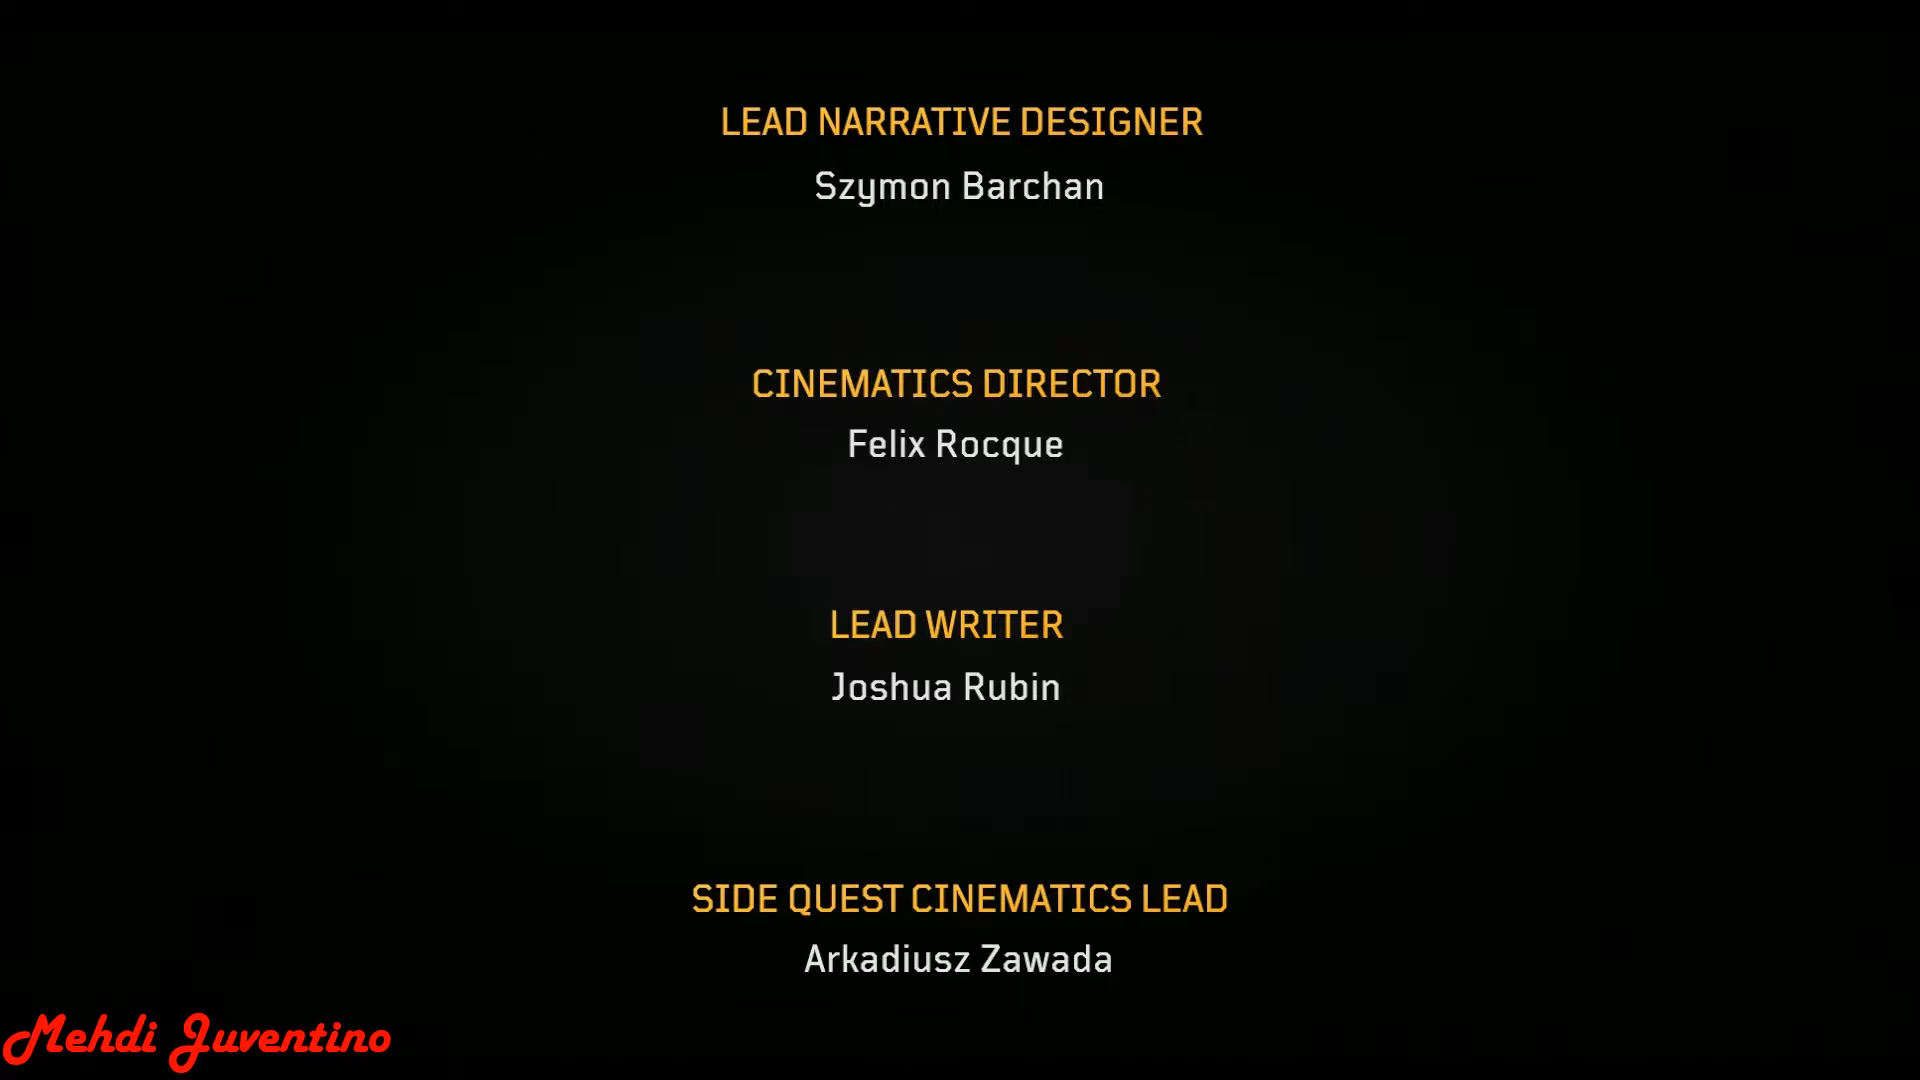 LEAD NARRATIVE DESIGNER
Szymon Barchan
CINEMATICS DIRECTOR
Felix Rocque
LEAD WRITER
Joshua Rubin
SIDE QUEST CINEMATICS LEAD
Arkadiusz Zawada
Mehdi Juventino